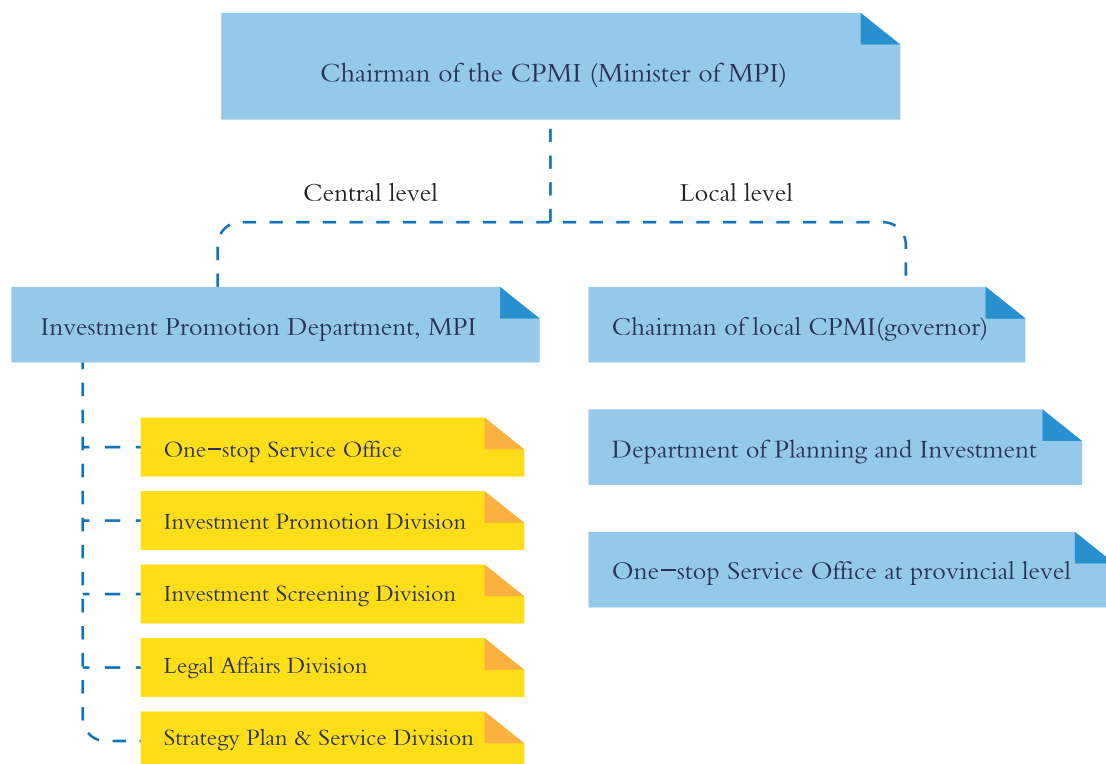 Chairman of the CPMI (Minister of MPI)
Central level
Local level
Investment Promotion Department, MPI
One-stop Service Office
Investment Promotion Division
Investment Screening Division
Legal Affairs Division
Strategy Plan & Service Division
Chairman of local CPMI(governor)
Department of Planning and Investment
One-stop Service Office at provincial level